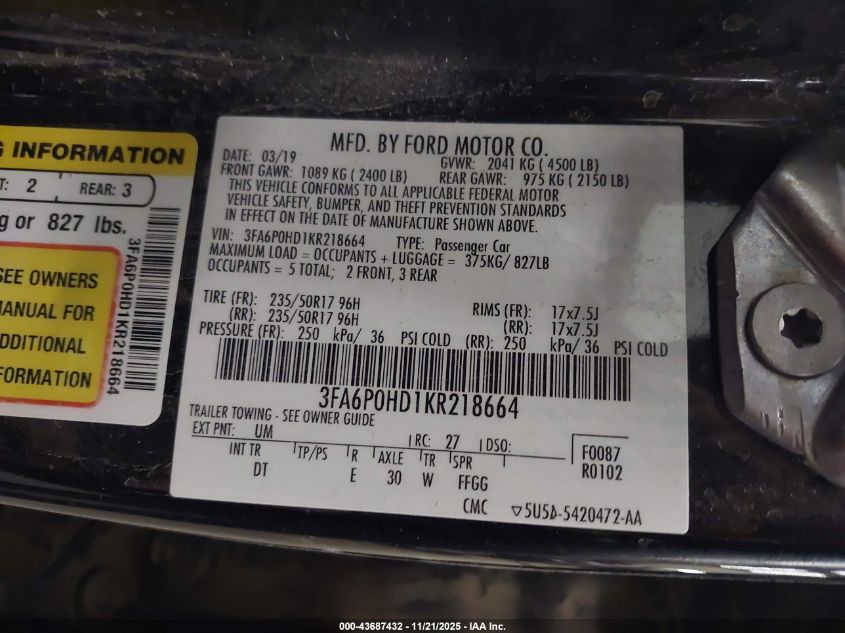 G INFORMATION
T: 2 REAR: 3
g or 827 lbs.
SEE OWNERS
MANUAL FOR
ADDITIONAL
FORMATION
3FA6P0HD1KR218664
MFD. BY FORD MOTOR CO.
DATE: 03/19 GVWR: 2041 KG ( 4500 LB)
FRONT GAWR: 1089 KG ( 2400 LB) REAR GAWR: 975 KG ( 2150 LB)
THIS VEHICLE CONFORMS TO ALL APPLICABLE FEDERAL MOTOR
VEHICLE SAFETY, BUMPER, AND THEFT PREVENTION STANDARDS
IN EFFECT ON THE DATE OF MANUFACTURE SHOWN ABOVE.
VIN: 3FA6P0HD1KR218664 TYPE: Passenger Car
MAXIMUM LOAD = OCCUPANTS + LUGGAGE = 375KG/ 827LB
OCCUPANTS = 5 TOTAL; 2 FRONT, 3 REAR
TIRE (FR): 235/50R17 96H RIMS (FR): 17x7.5J
(RR): 235/50R17 96H (RR): 17x7.5J
PRESSURE (FR): 250 kPa/ 36 PSI COLD (RR): 250 kPa/ 36 PSI COLD
3FA6P0HD1KR218664
TRAILER TOWING - SEE OWNER GUIDE
EXT PNT: UM RC: 27 DSO: F0087
INT TR TP/PS R AXLE TR SPR R0102
DT E 30 W FFGG
CMC ▽5U5A-5420472-AA
000-43687432 - 11/21/2025 - IAA Inc.